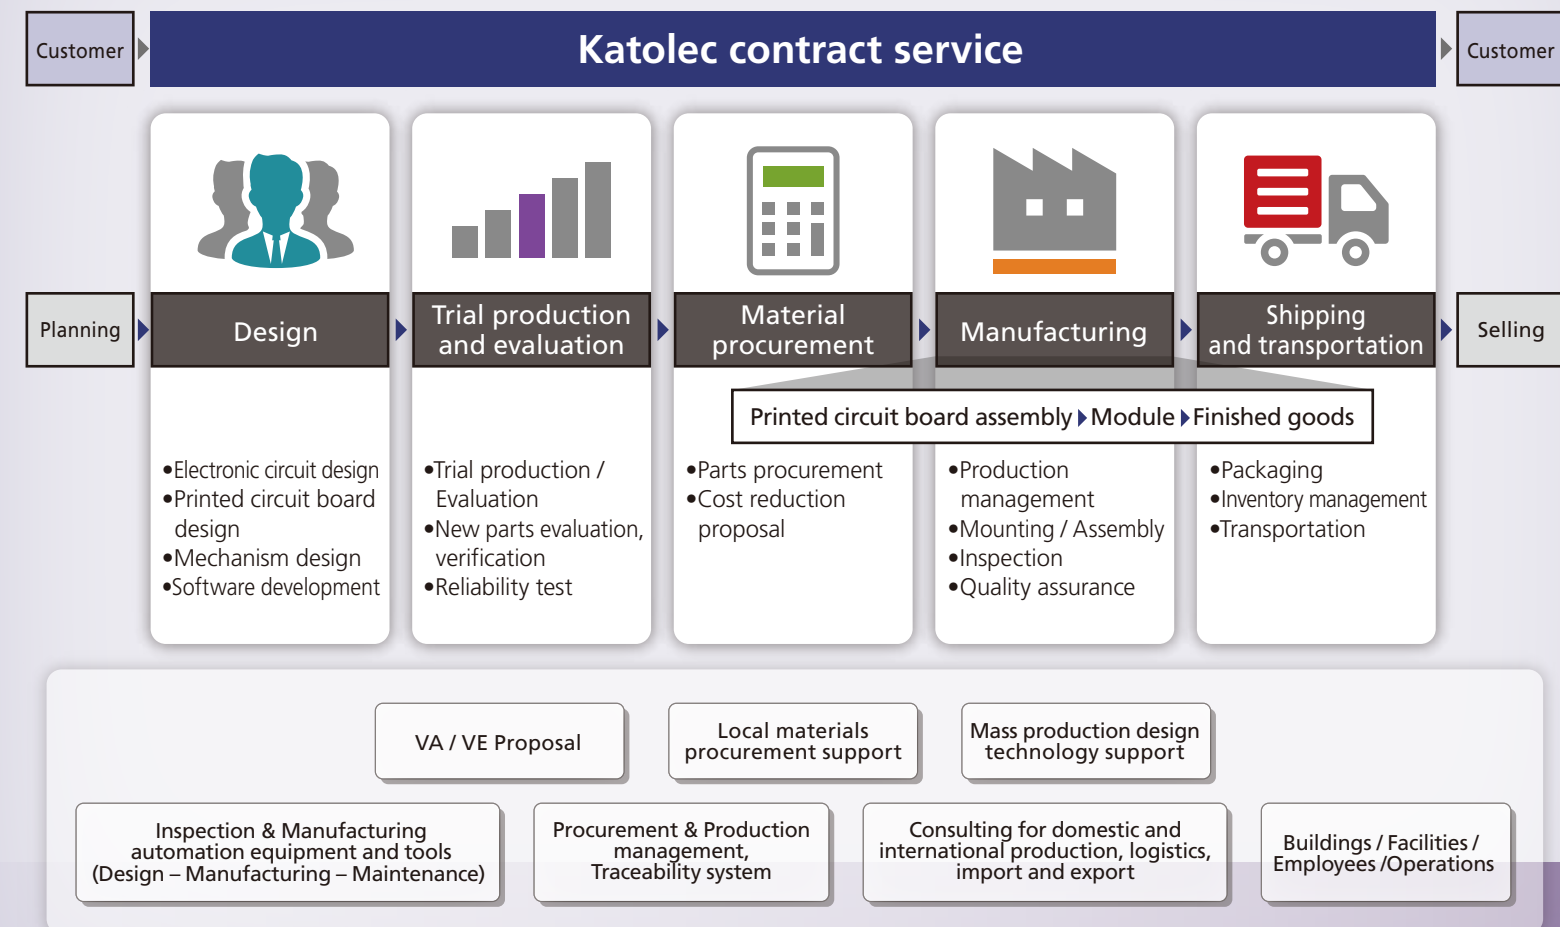 Customer
Katolec contract service
Customer
Planning
Design
Trial production
and evaluation
Material
procurement
Manufacturing
Shipping
and transportation
Selling
Printed circuit board assembly Module Finished goods
•Electronic circuit design
•Printed circuit board
design
•Mechanism design
•Software development
•Trial production /
Evaluation
•New parts evaluation,
verification
•Reliability test
•Parts procurement
•Cost reduction
proposal
•Production
management
•Mounting / Assembly
•Inspection
•Quality assurance
•Packaging
•Inventory management
•Transportation
VA / VE Proposal
Local materials
procurement support
Mass production design
technology support
Inspection & Manufacturing
automation equipment and tools
(Design – Manufacturing – Maintenance)
Procurement & Production
management,
Traceability system
Consulting for domestic and
international production, logistics,
import and export
Buildings / Facilities /
Employees /Operations